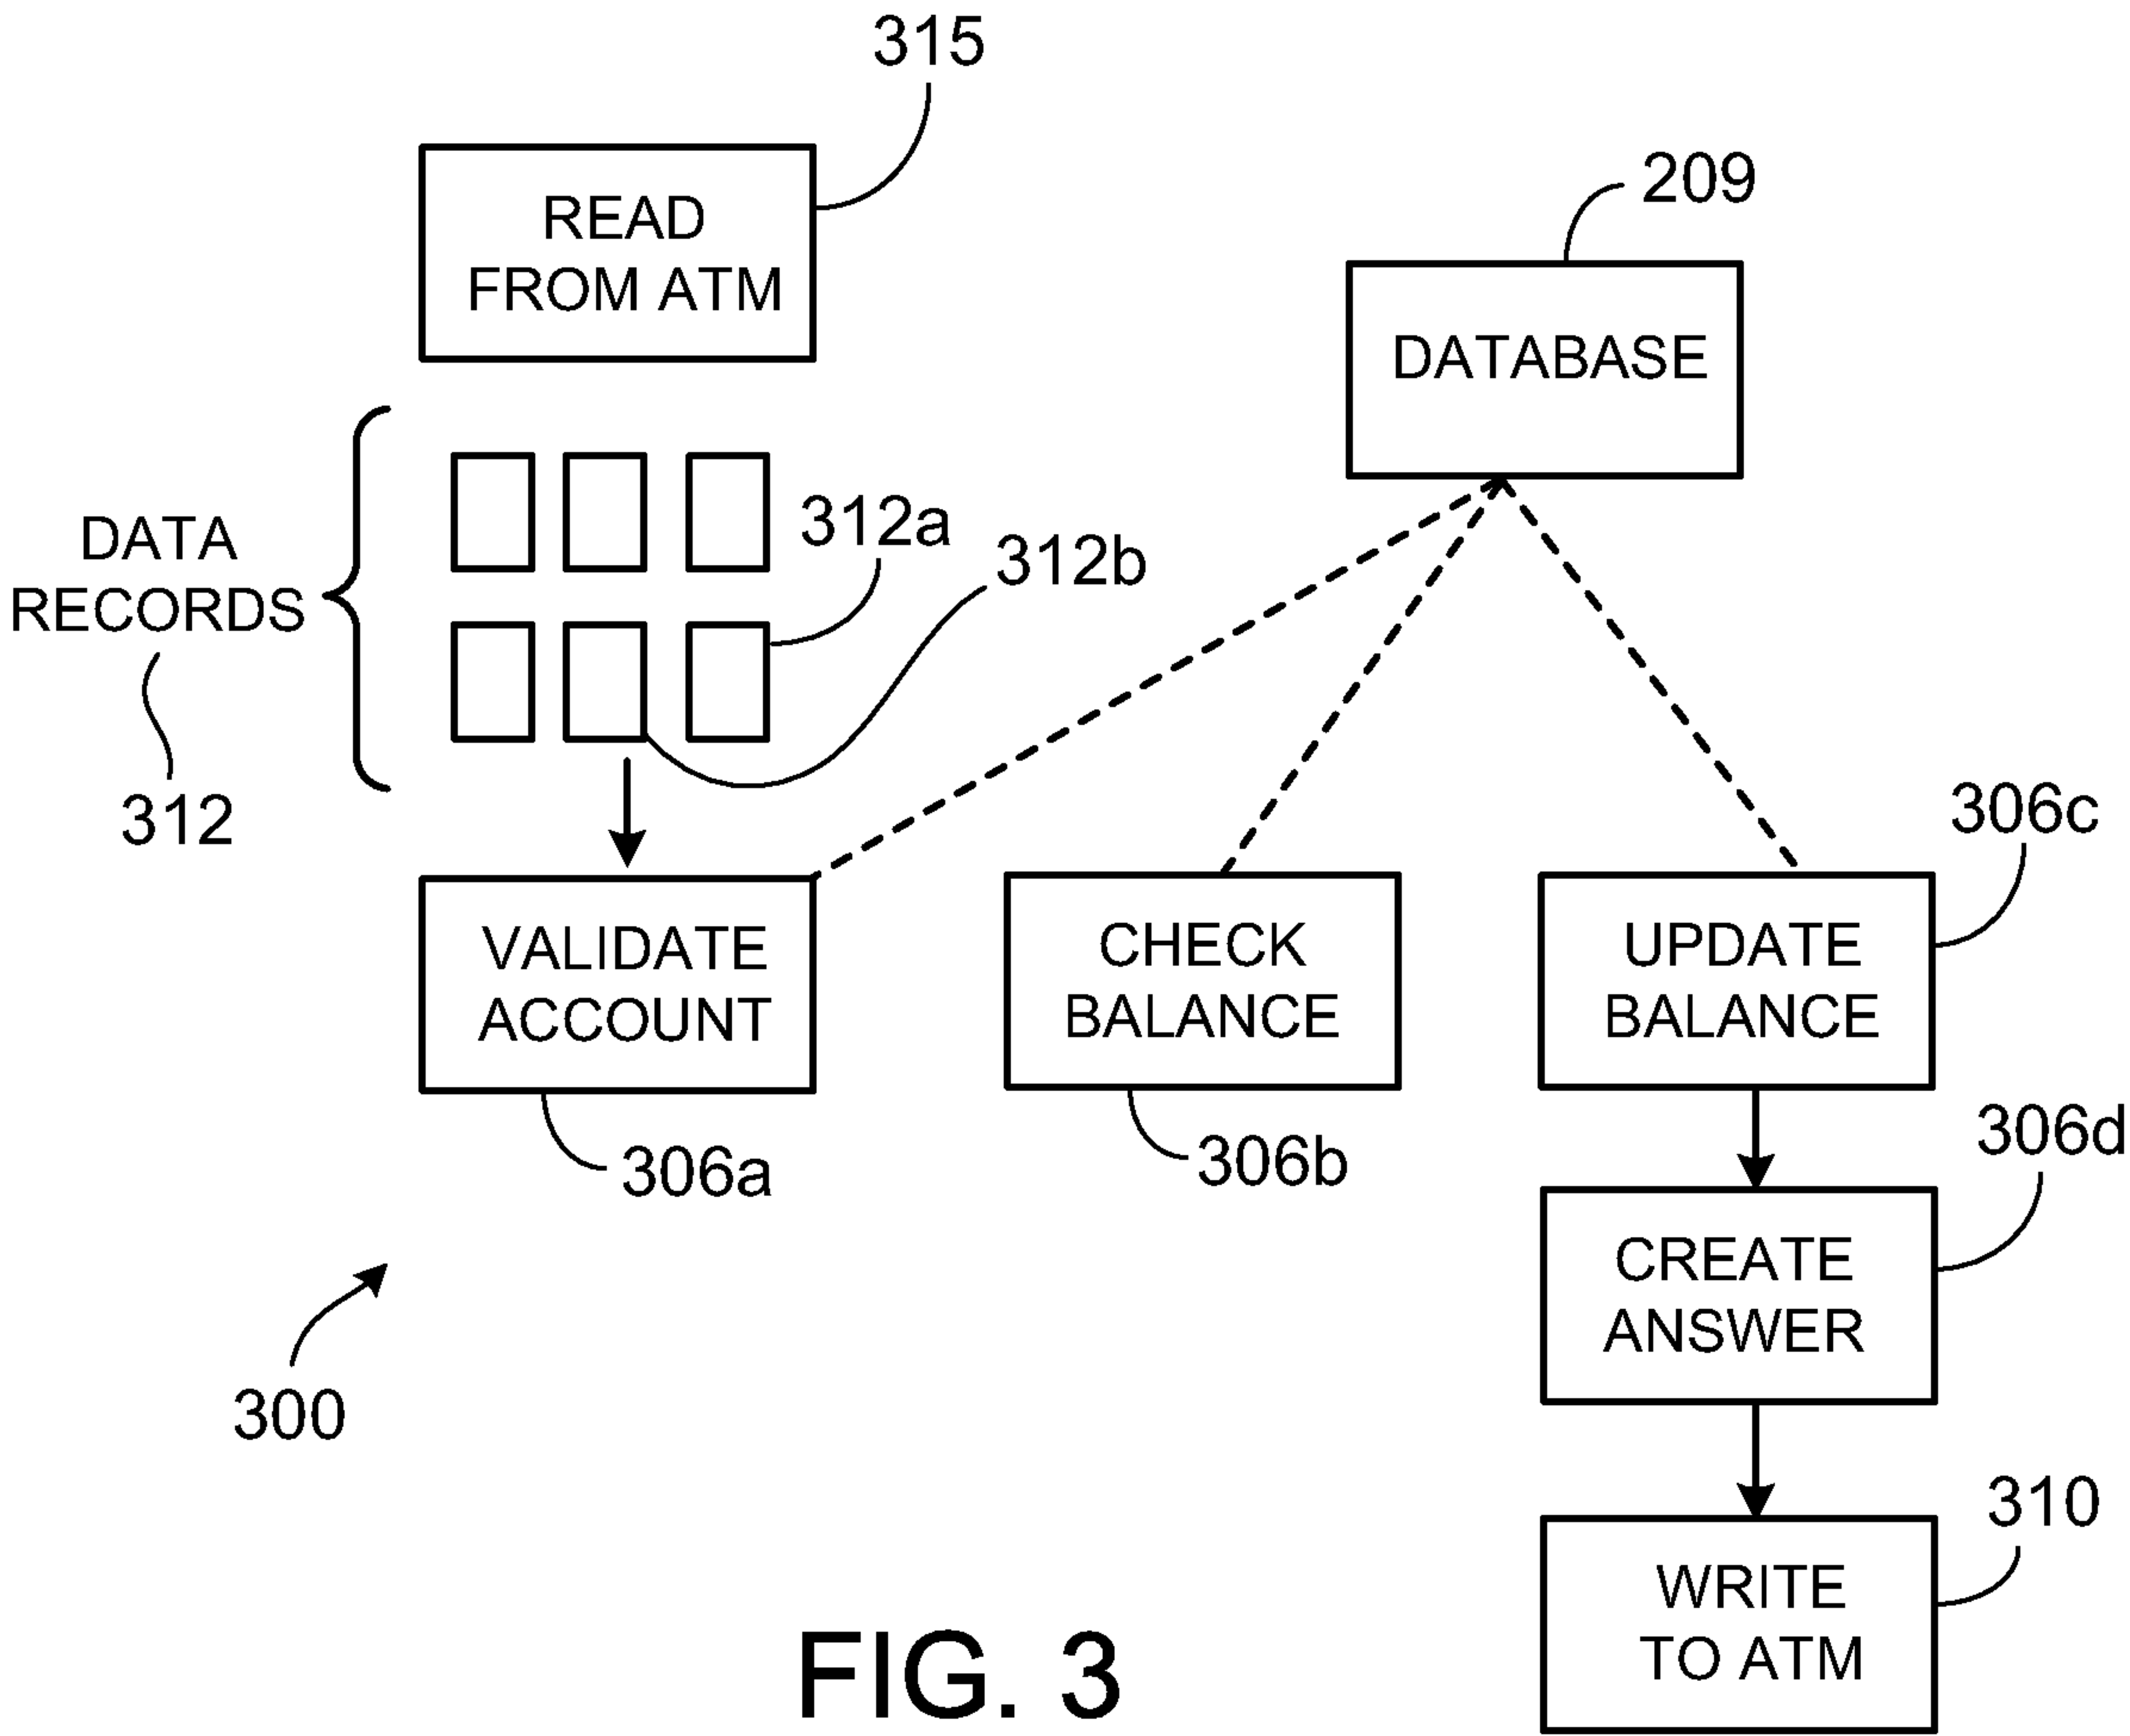 315
READ
FROM ATM
209
DATABASE
312a
312b
DATA
RECORDS
312
306c
VALIDATE
ACCOUNT
CHECK
BALANCE
UPDATE
BALANCE
306a
306b
306d
CREATE
ANSWER
300
310
WRITE
TO ATM
FIG. 3